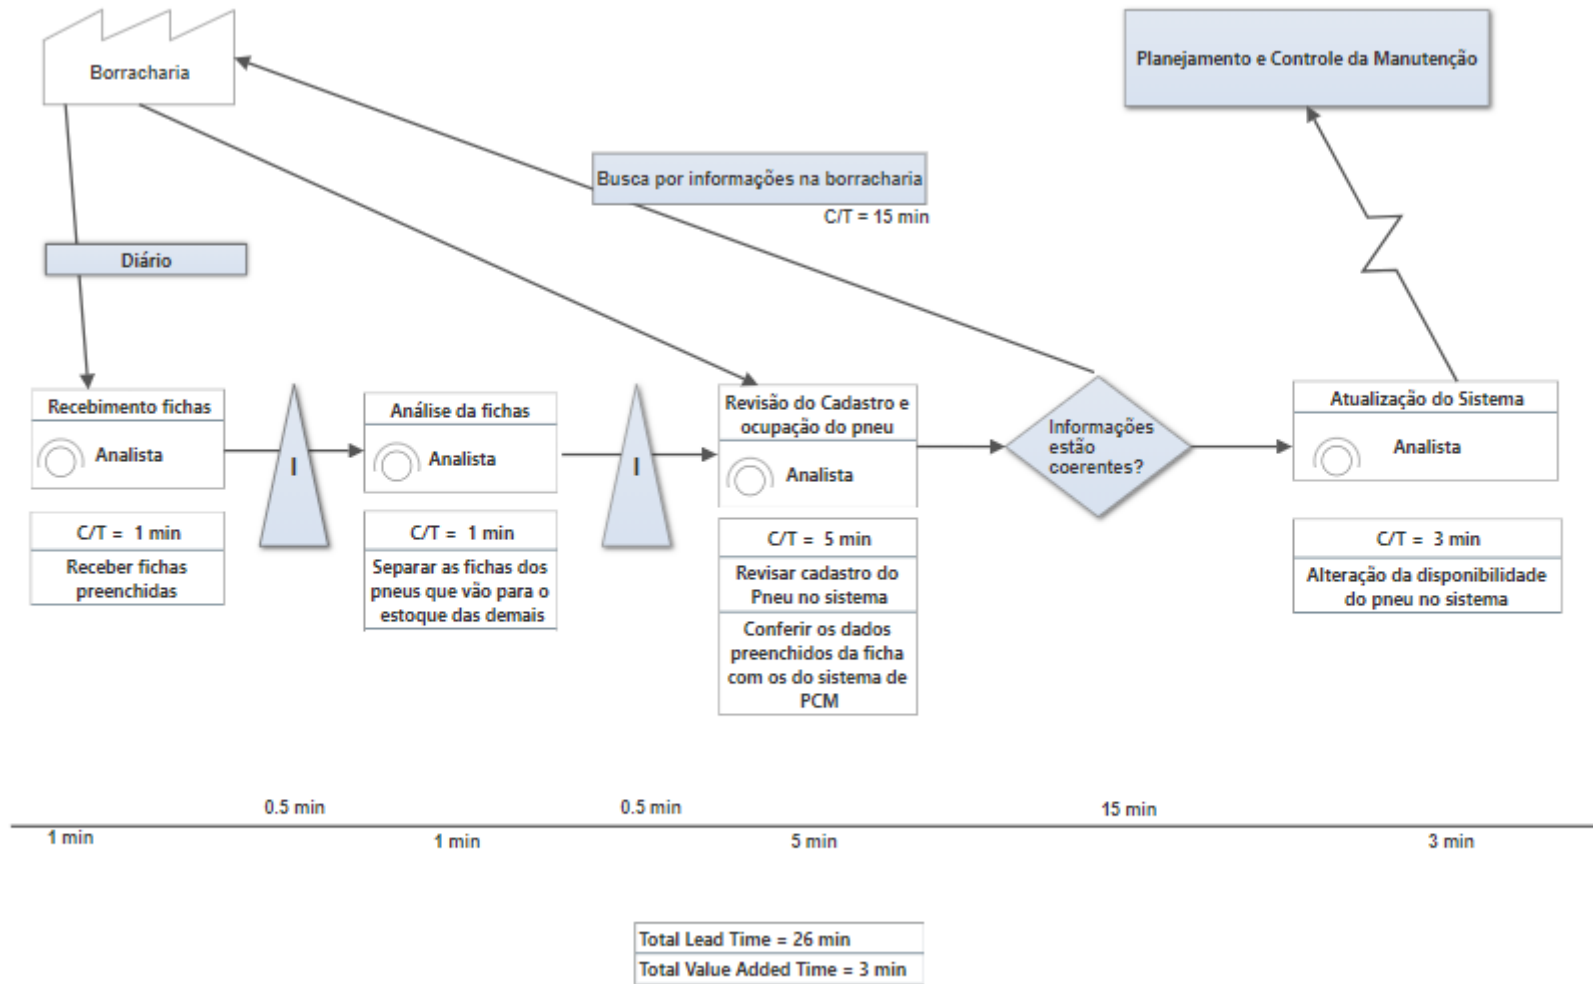 Borracharia
Planejamento e Controle da Manutenção
Busca por informações na borracharia
C/T = 15 min
Diário
Recebimento fichas
Analista
C/T = 1 min
Receber fichas
preenchidas
I
Análise da fichas
Analista
C/T = 1 min
Separar as fichas dos
pneus que vão para o
estoque das demais
I
Revisão do Cadastro e
ocupação do pneu
Analista
C/T = 5 min
Revisar cadastro do
Pneu no sistema
Conferir os dados
preenchidos da ficha
com os do sistema de
PCM
Informações
estão
coerentes?
Atualização do Sistema
Analista
C/T = 3 min
Alteração da disponibilidade
do pneu no sistema
0.5 min
0.5 min
15 min
1 min
1 min
5 min
3 min
Total Lead Time = 26 min
Total Value Added Time = 3 min